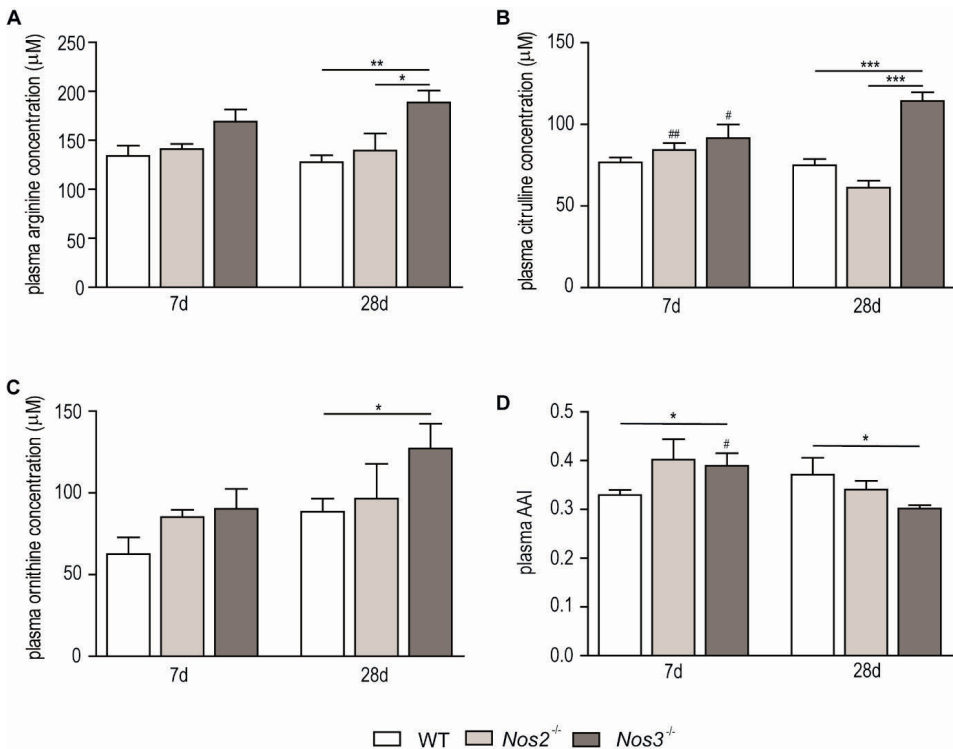 A
plasma arginine concentration (µM)
250
200
150
100
50
0
**
*
7d
28d
B
plasma citrulline concentration (µM)
150
100
50
0
##
#
***
***
7d
28d
C
plasma ornithine concentration (µM)
150
100
50
0
*
7d
28d
D
plasma AAI
0.5
0.4
0.3
0.2
0.1
0.0
*
#
*
7d
28d
WT Nos2-/- Nos3-/-